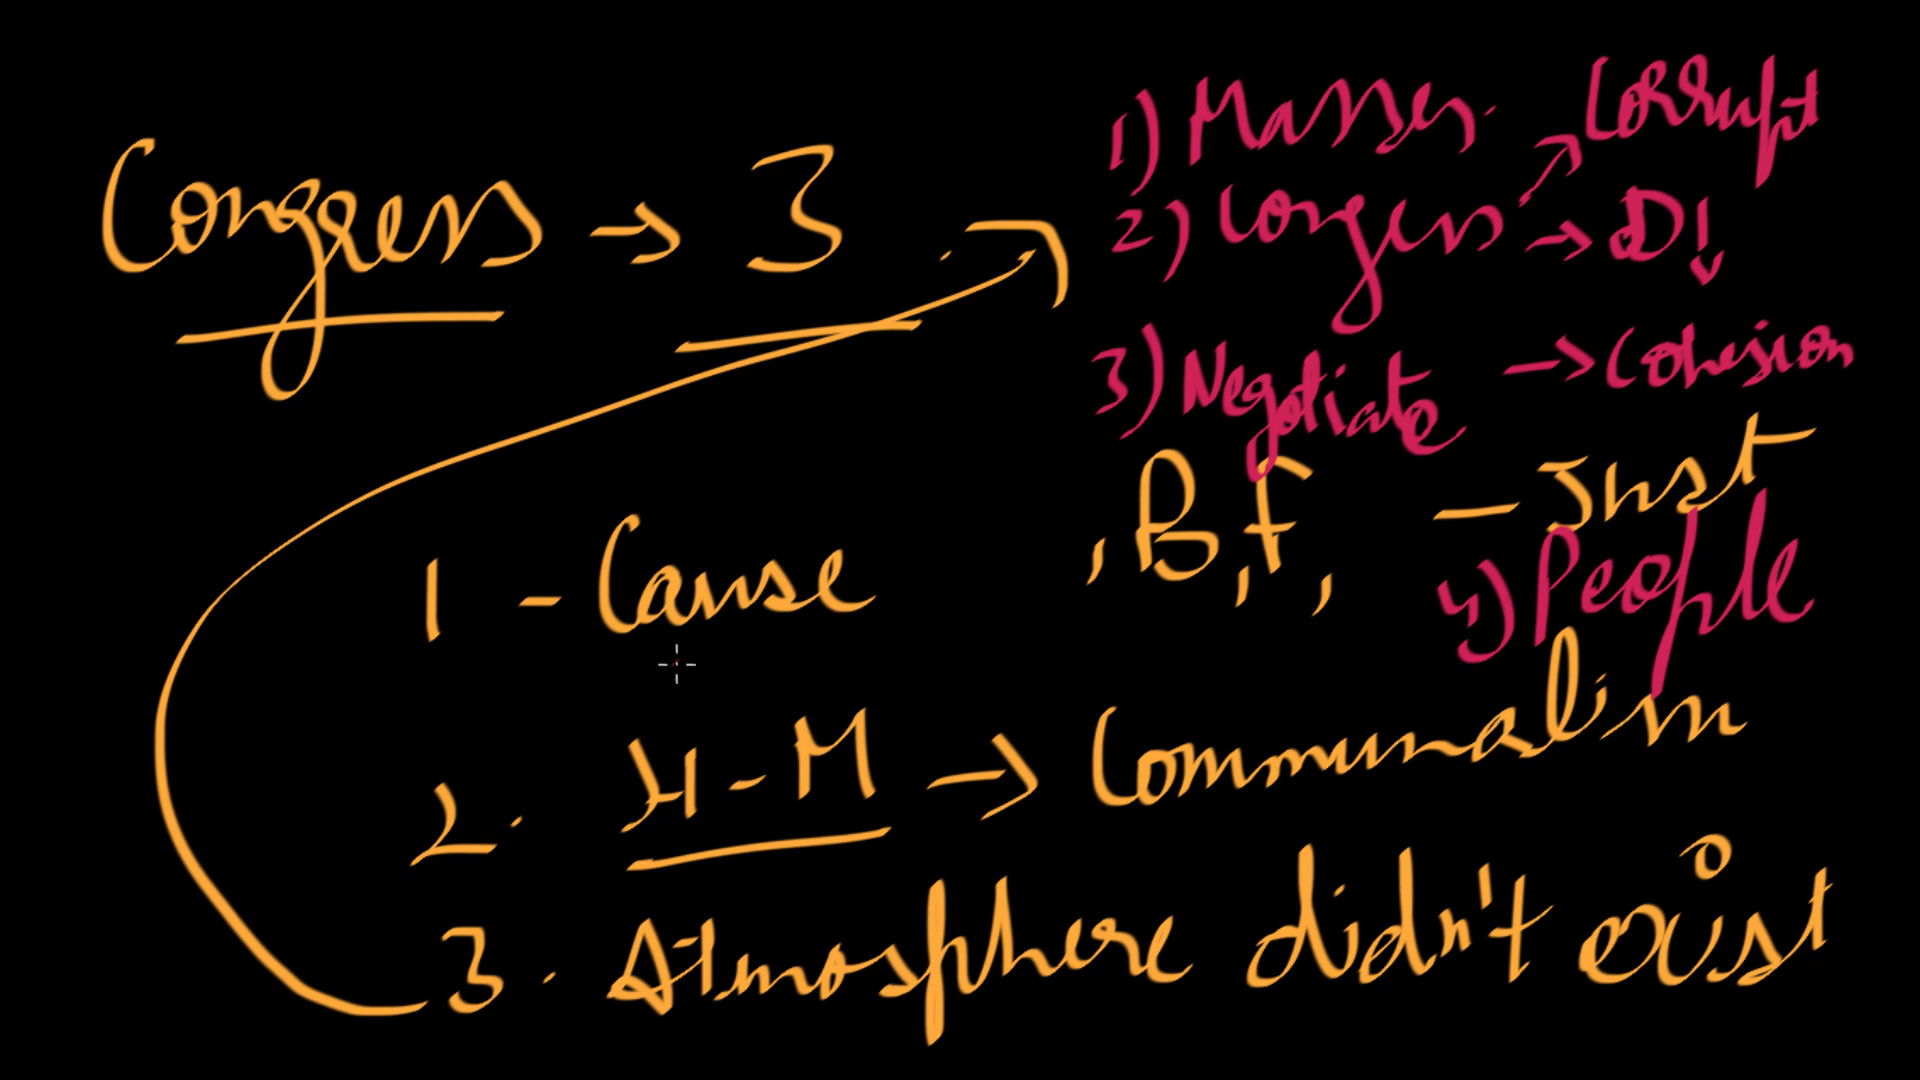 Congress → 3
1) Masses.
2) Congress → Corrupt
→ D↓
3) Negotiate → Cohesion
1 - Cause , B, F, - Just
4) People
2. H-M → Communalism
3. Atmosphere didn't exist